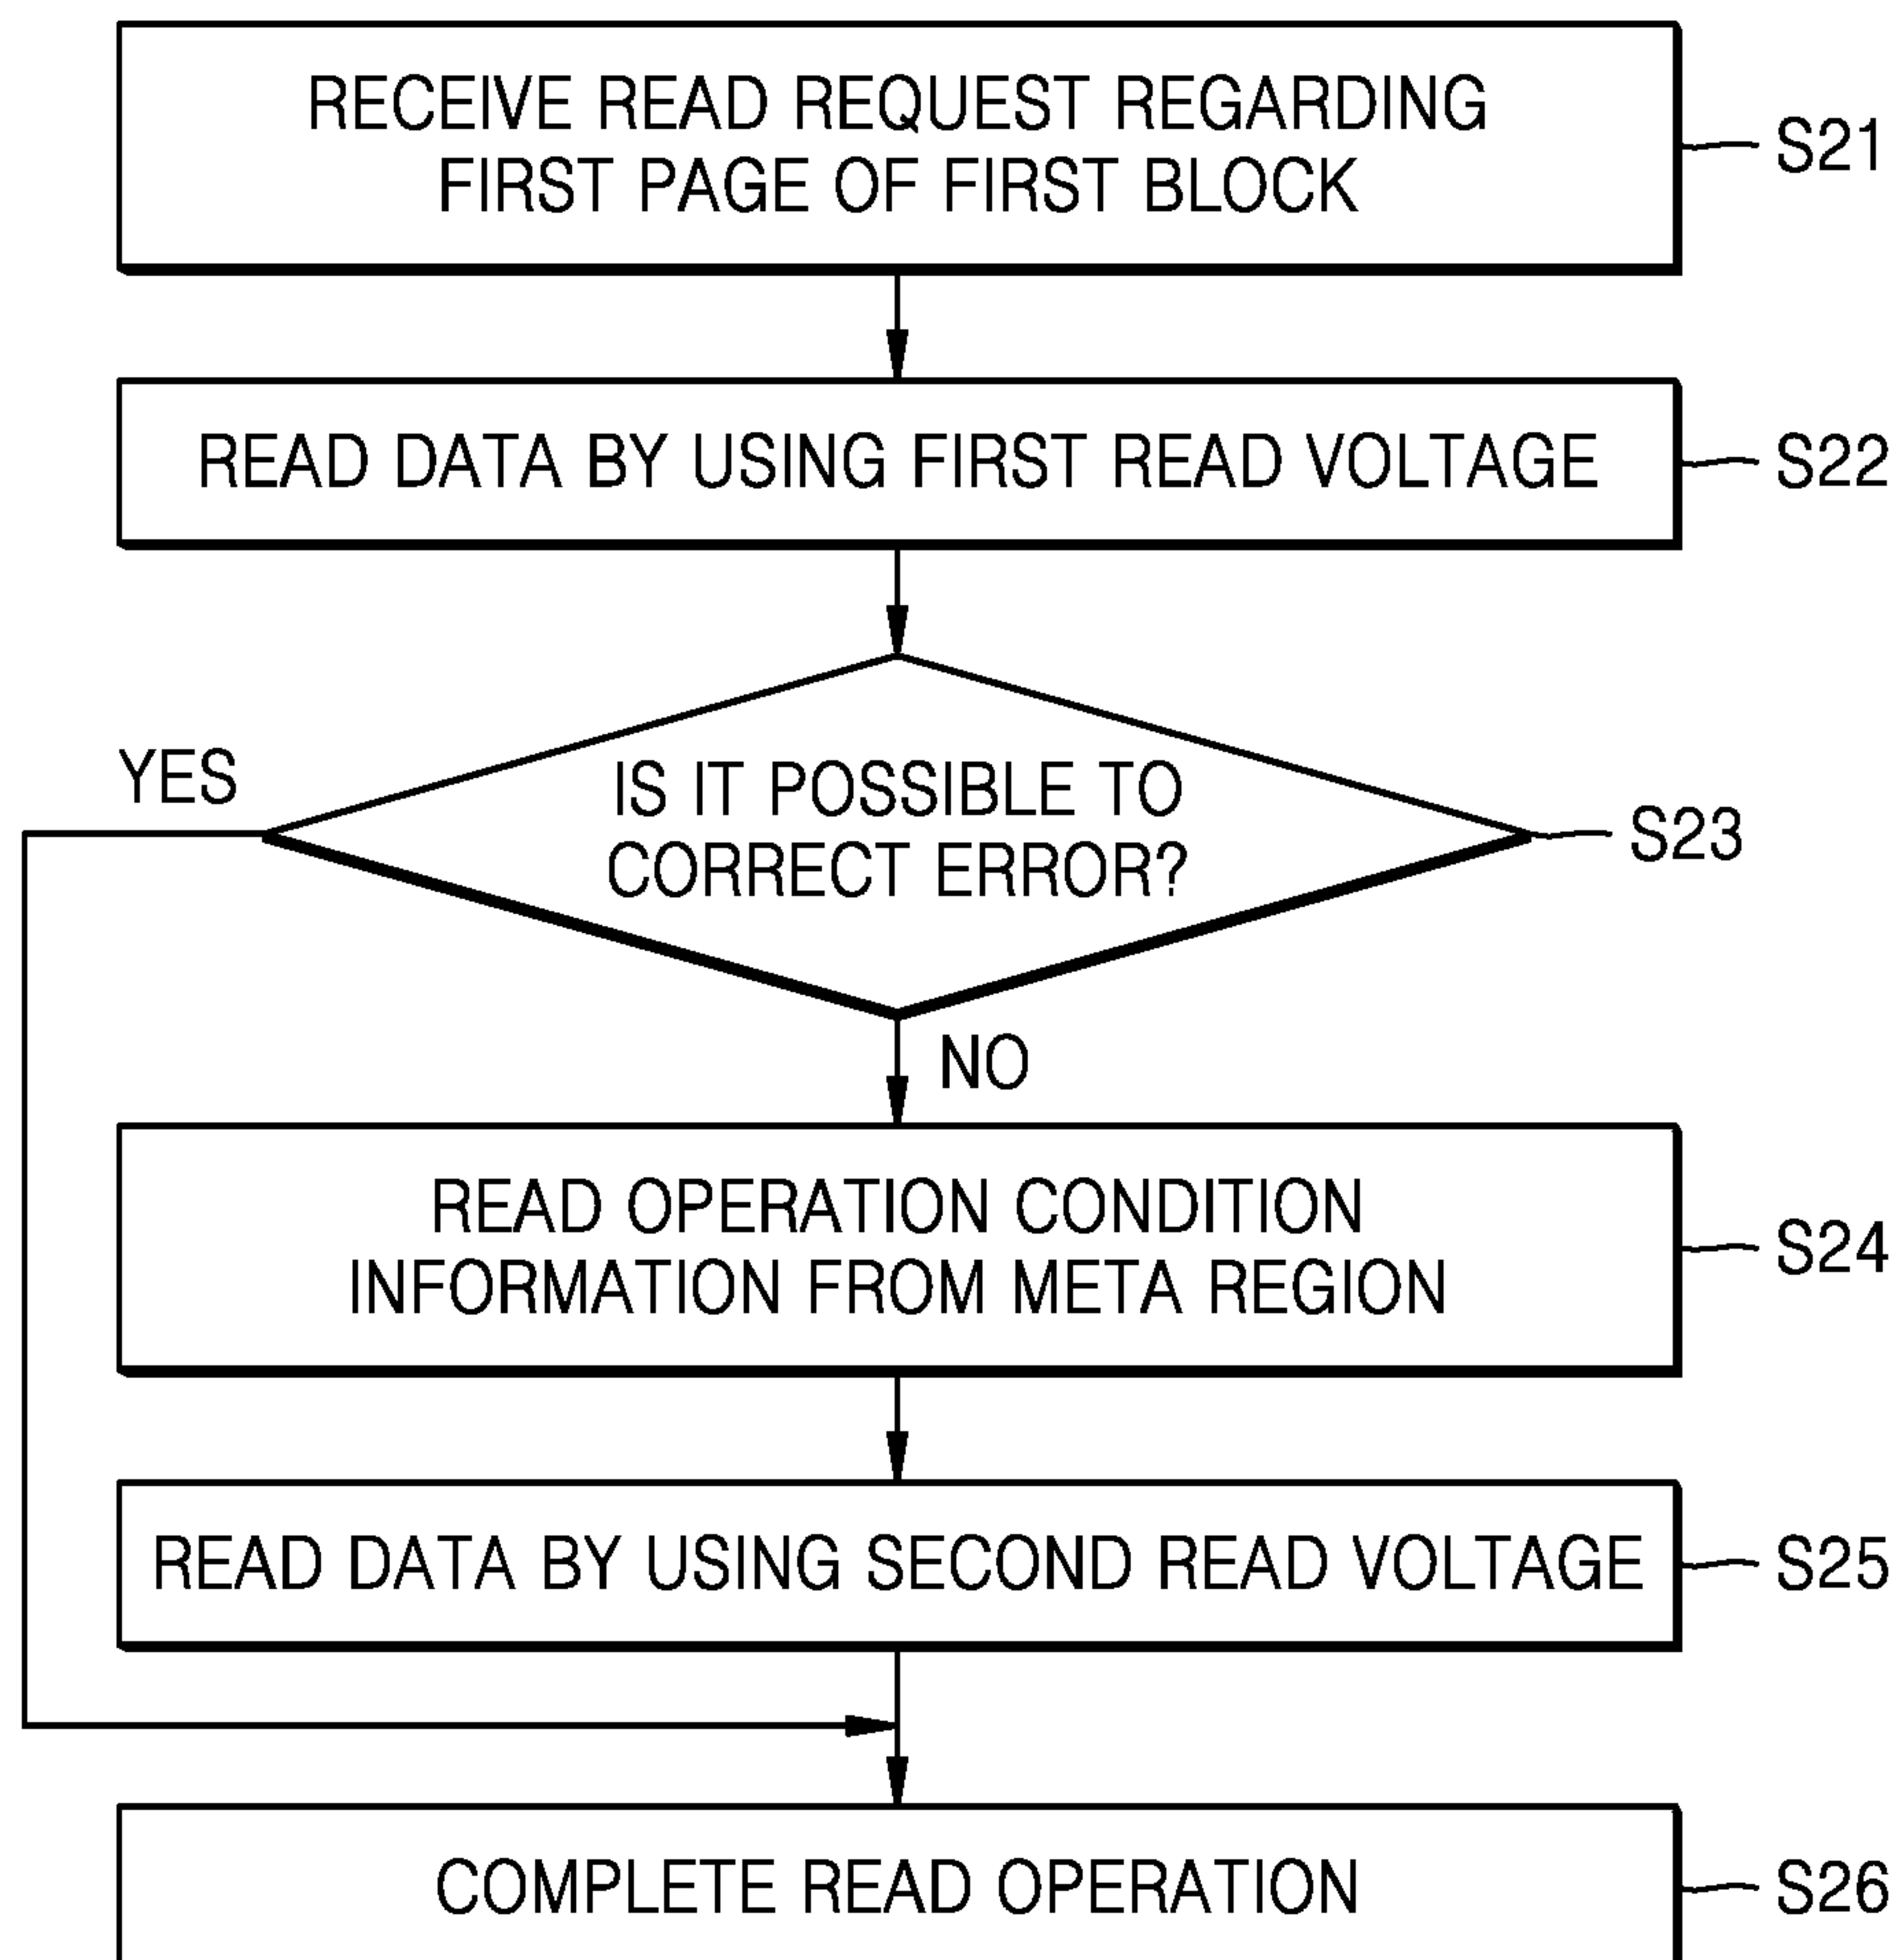 RECEIVE READ REQUEST REGARDING
FIRST PAGE OF FIRST BLOCK
S21
READ DATA BY USING FIRST READ VOLTAGE
S22
YES
IS IT POSSIBLE TO
CORRECT ERROR?
S23
NO
READ OPERATION CONDITION
INFORMATION FROM META REGION
S24
READ DATA BY USING SECOND READ VOLTAGE
S25
COMPLETE READ OPERATION
S26